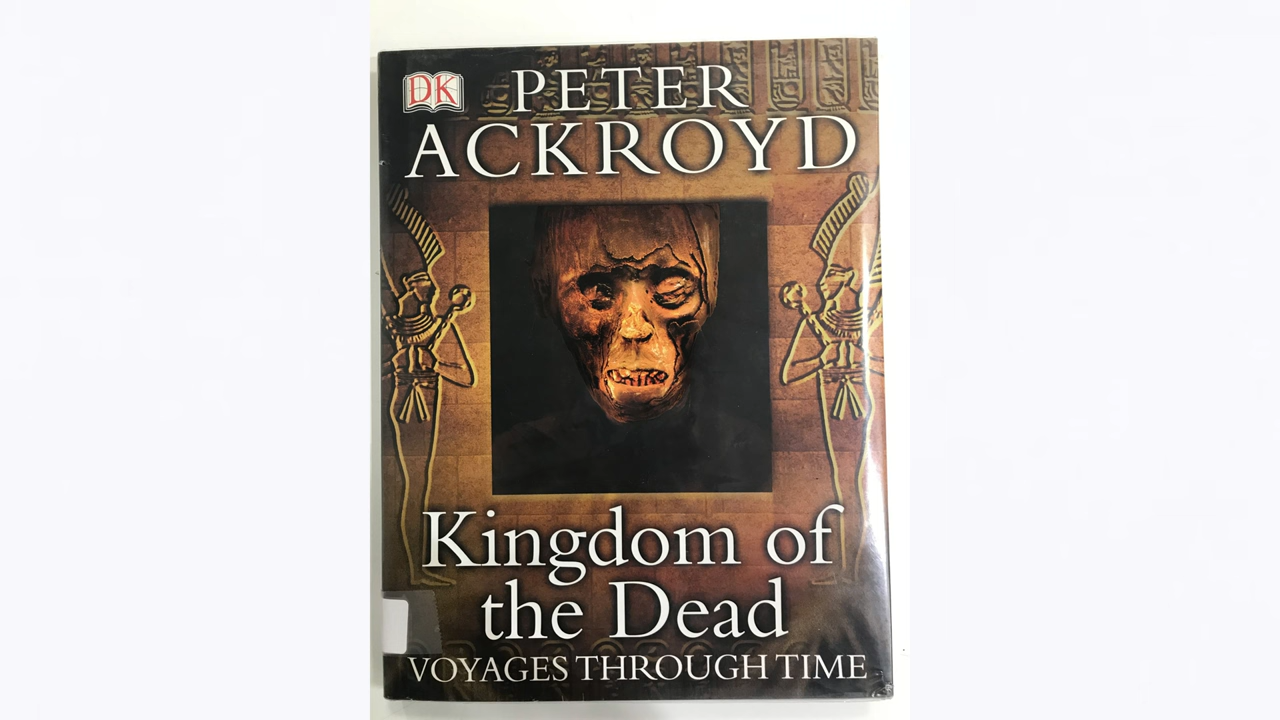 DK
PETER
ACKROYD
Kingdom of
the Dead
VOYAGES THROUGH TIME